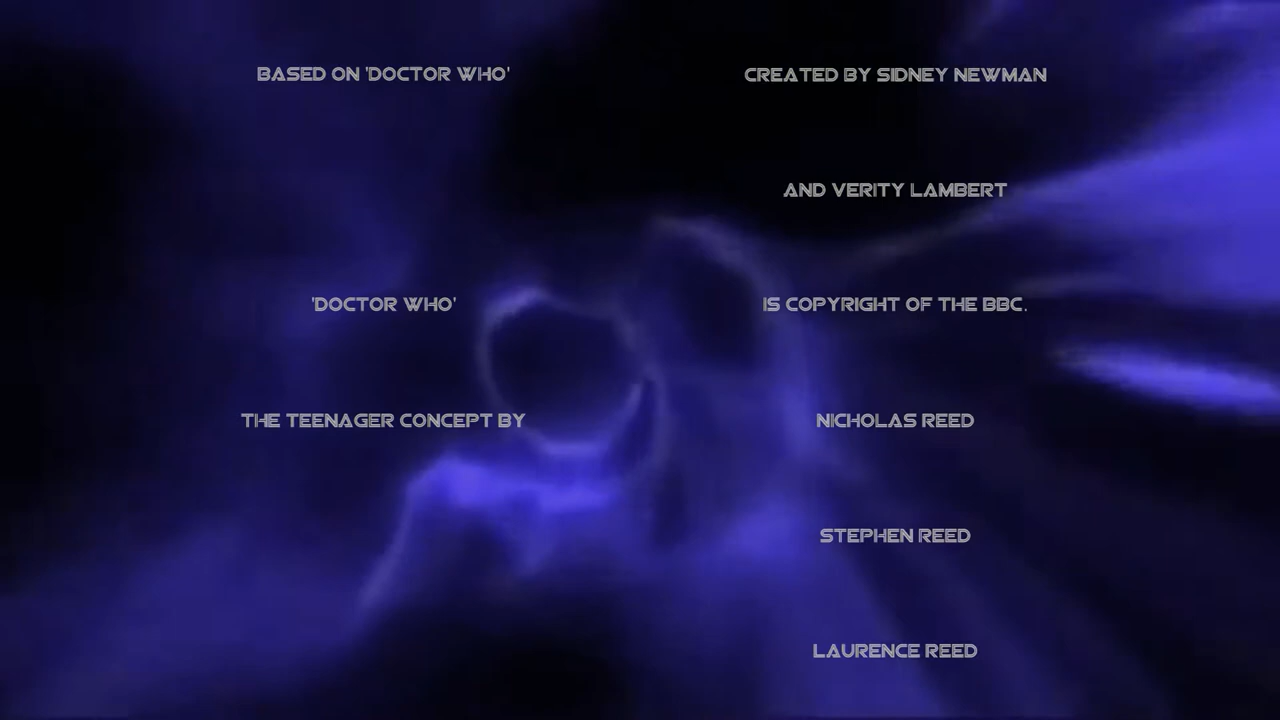 BASED ON 'DOCTOR WHO' CREATED BY SIDNEY NEWMAN
AND VERITY LAMBERT
'DOCTOR WHO' IS COPYRIGHT OF THE BBC.
THE TEENAGER CONCEPT BY NICHOLAS REED
STEPHEN REED
LAURENCE REED